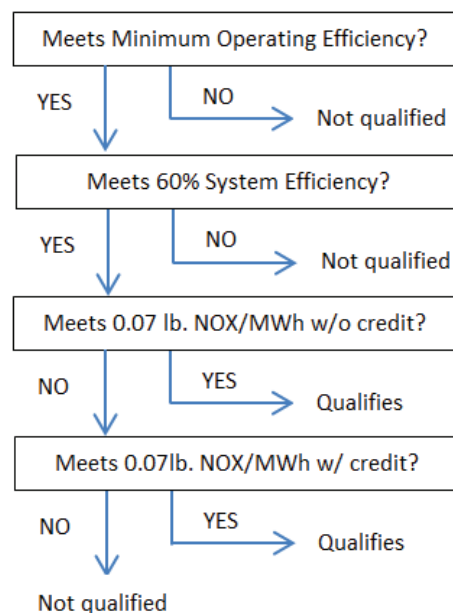 Meets Minimum Operating Efficiency?
YES
NO
Not qualified
Meets 60% System Efficiency?
YES
NO
Not qualified
Meets 0.07 lb. NOX/MWh w/o credit?
NO
YES
Qualifies
Meets 0.07lb. NOX/MWh w/ credit?
NO
YES
Qualifies
Not qualified